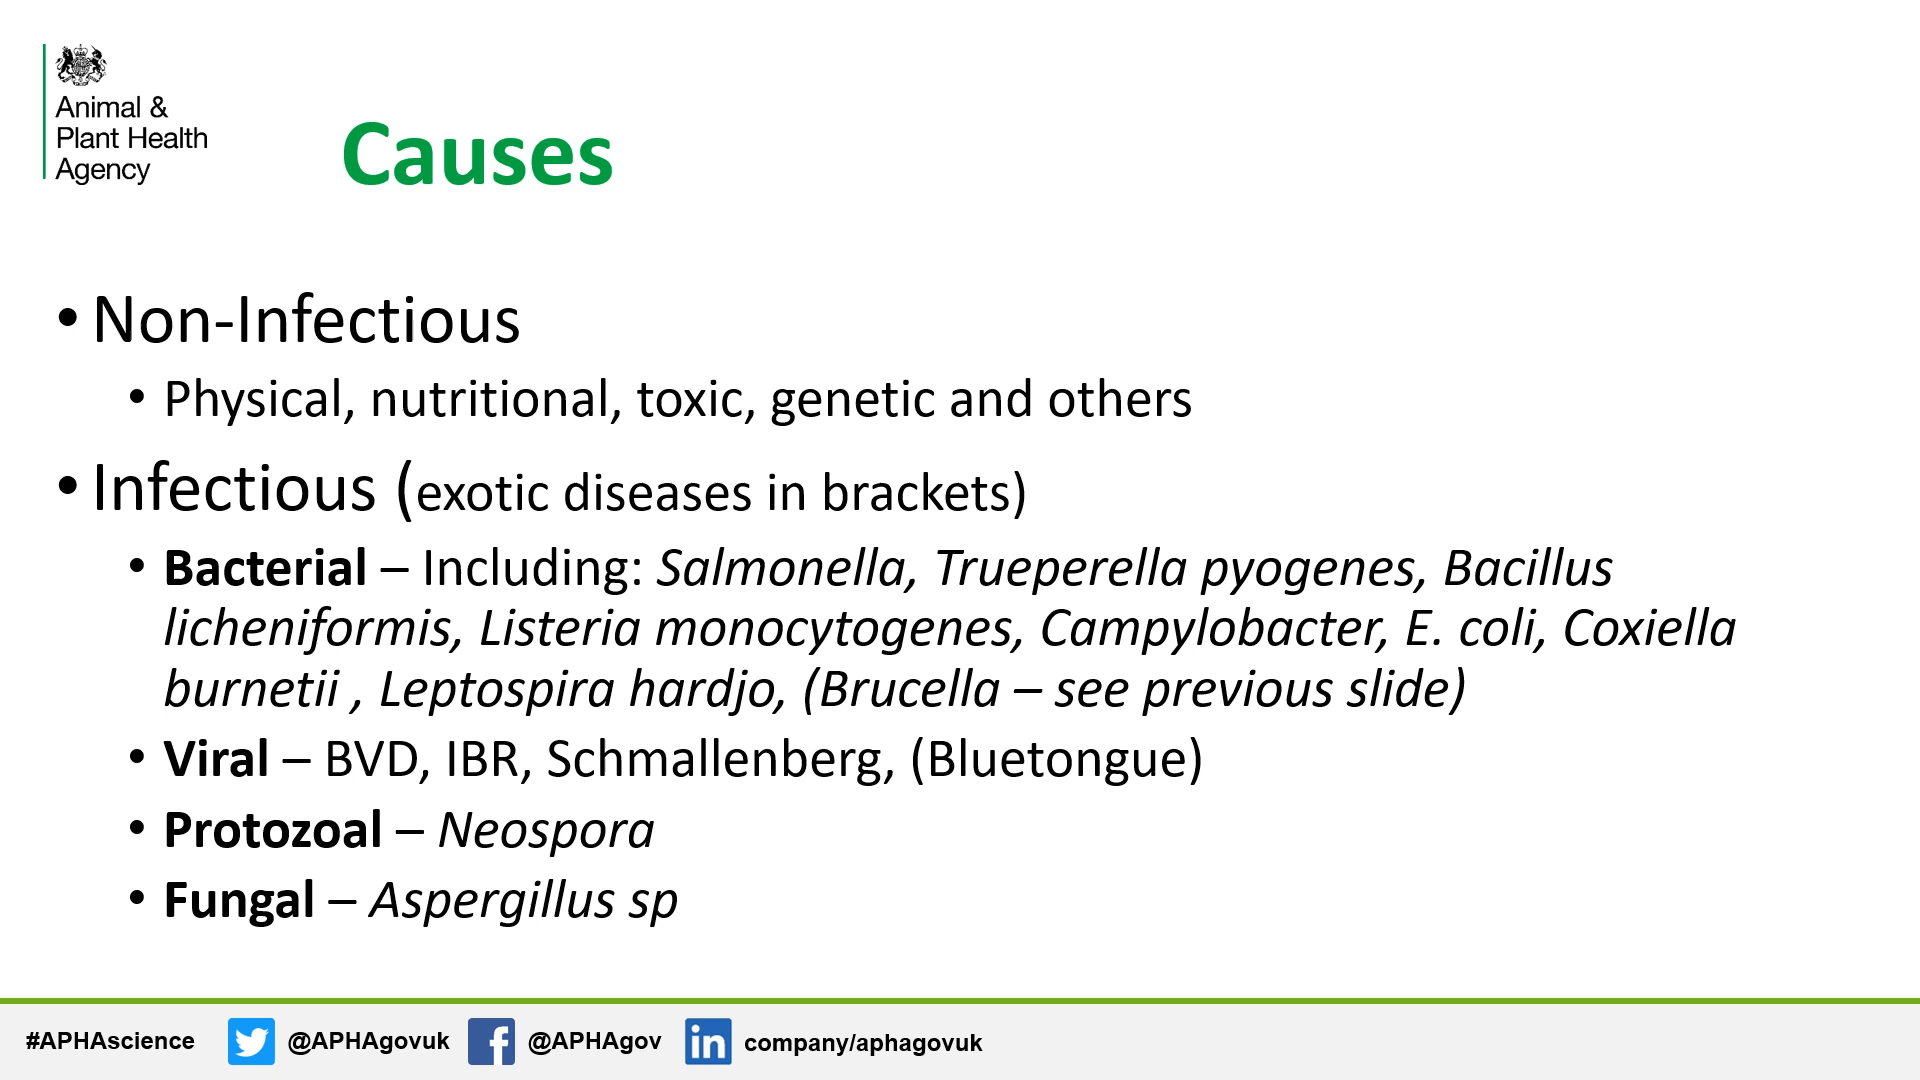 Animal &
Plant Health
Agency
Causes
• Non-Infectious
• Physical, nutritional, toxic, genetic and others
• Infectious (exotic diseases in brackets)
• Bacterial – Including: Salmonella, Trueperella pyogenes, Bacillus
licheniformis, Listeria monocytogenes, Campylobacter, E. coli, Coxiella
burnetii , Leptospira hardjo, (Brucella – see previous slide)
• Viral – BVD, IBR, Schmallenberg, (Bluetongue)
• Protozoal – Neospora
• Fungal – Aspergillus sp
#APHAscience @APHAgovuk @APHAgov in company/aphagovuk